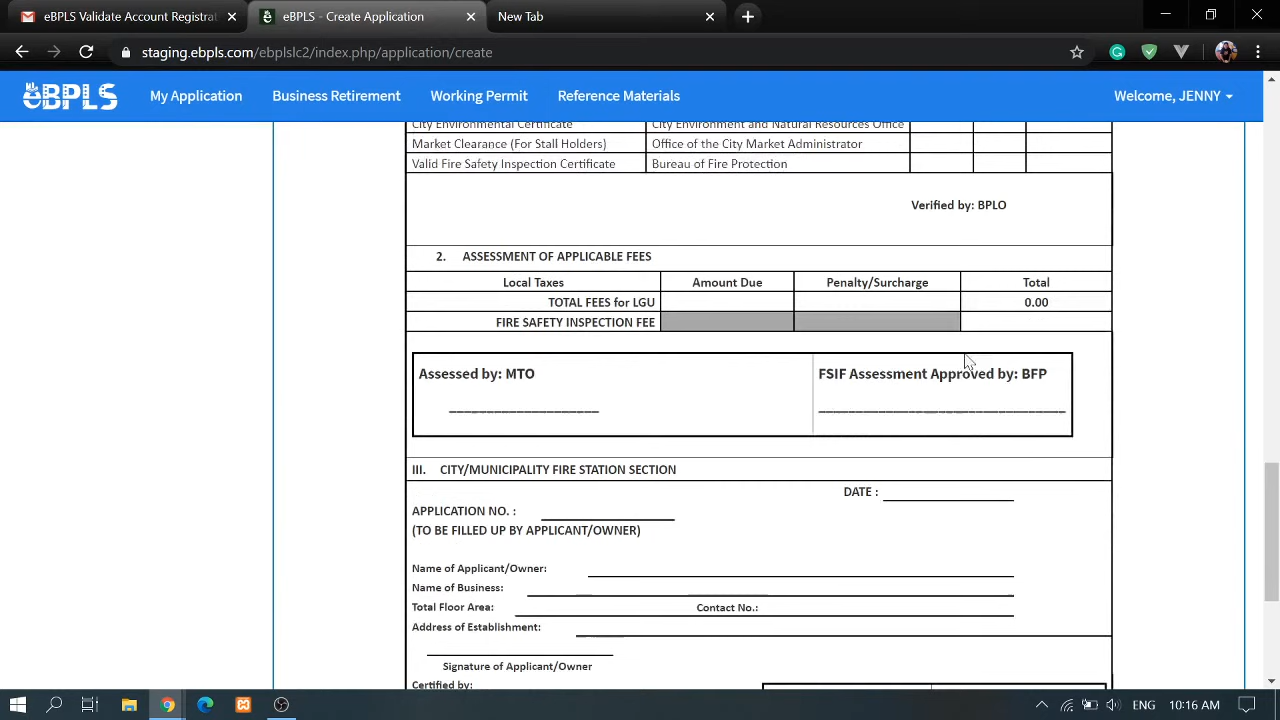 eBPLS Validate Account Registrat
eBPLS - Create Application
New Tab
staging.ebpls.com/ebplslc2/index.php/application/create
eBPLS
My Application
Business Retirement
Working Permit
Reference Materials
Welcome, JENNY
City Environmental Certificate
City Environment and Natural Resources Office
Market Clearance (For Stall Holders)
Office of the City Market Administrator
Valid Fire Safety Inspection Certificate
Bureau of Fire Protection
Verified by: BPLO
2. ASSESSMENT OF APPLICABLE FEES
Local Taxes
Amount Due
Penalty/Surcharge
Total
TOTAL FEES for LGU
0.00
FIRE SAFETY INSPECTION FEE
Assessed by: MTO
FSIF Assessment Approved by: BFP
III. CITY/MUNICIPALITY FIRE STATION SECTION
DATE :
APPLICATION NO. :
(TO BE FILLED UP BY APPLICANT/OWNER)
Name of Applicant/Owner:
Name of Business:
Total Floor Area:
Contact No.:
Address of Establishment:
Signature of Applicant/Owner
Certified by:
ENG
10:16 AM